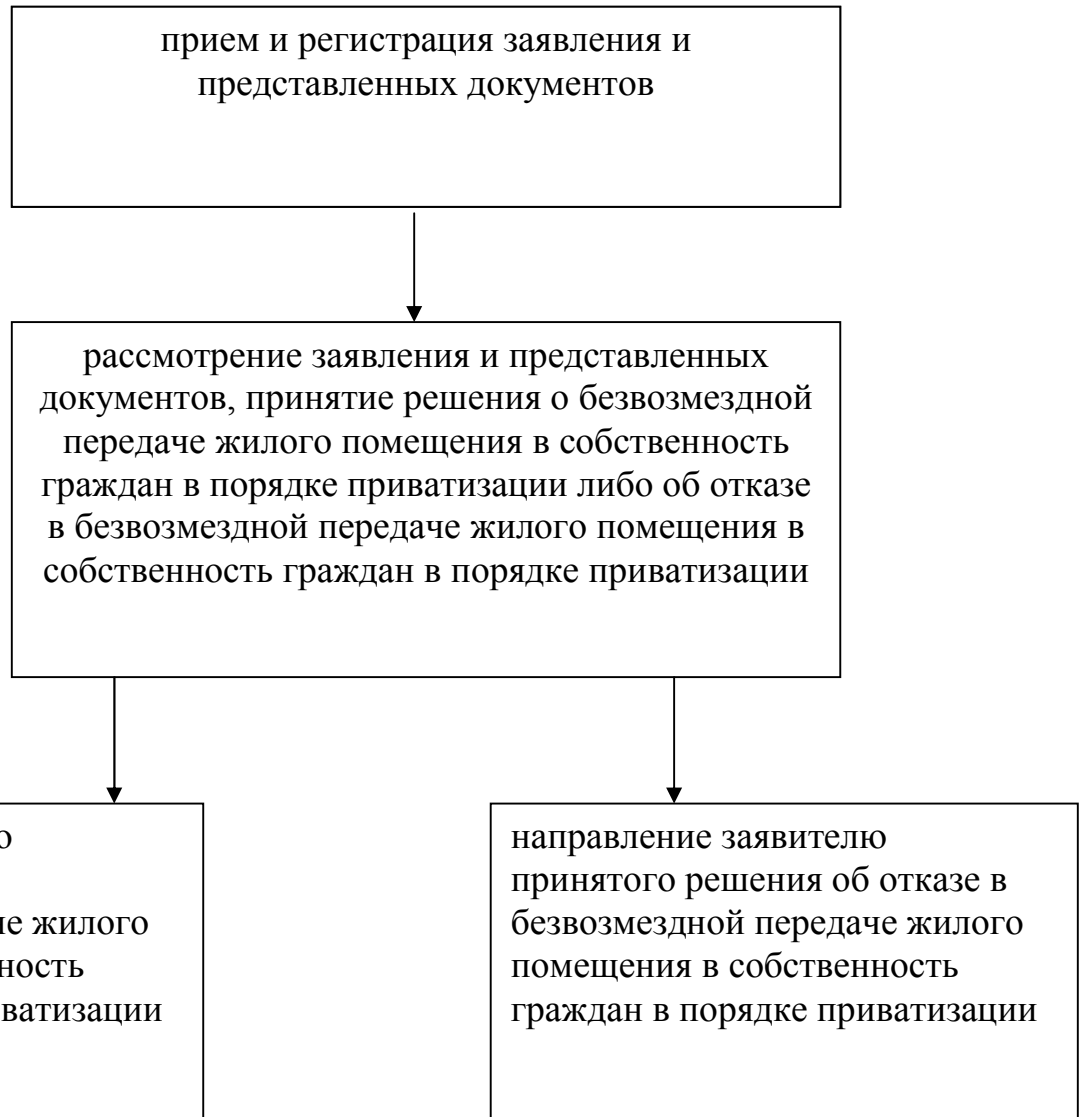 прием и регистрация заявления и
представленных документов
рассмотрение заявления и представленных
документов, принятие решения о безвозмездной
передаче жилого помещения в собственность
граждан в порядке приватизации либо об отказе
в безвозмездной передаче жилого помещения в
собственность граждан в порядке приватизации
жилого
направление заявителю
принятого решения об отказе в
безвозмездной передаче жилого
помещения в собственность
граждан в порядке приватизации